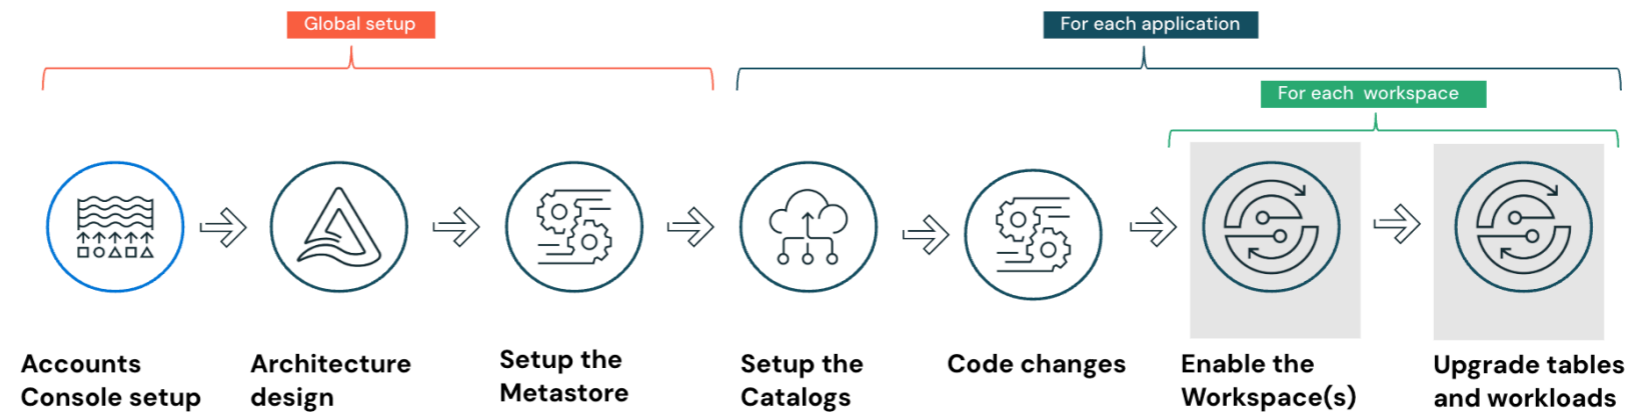 Global setup
For each application
For each workspace
Accounts
Console setup
Architecture
design
Setup the
Metastore
Setup the
Catalogs
Code changes
Enable the
Workspace(s)
Upgrade tables
and workloads